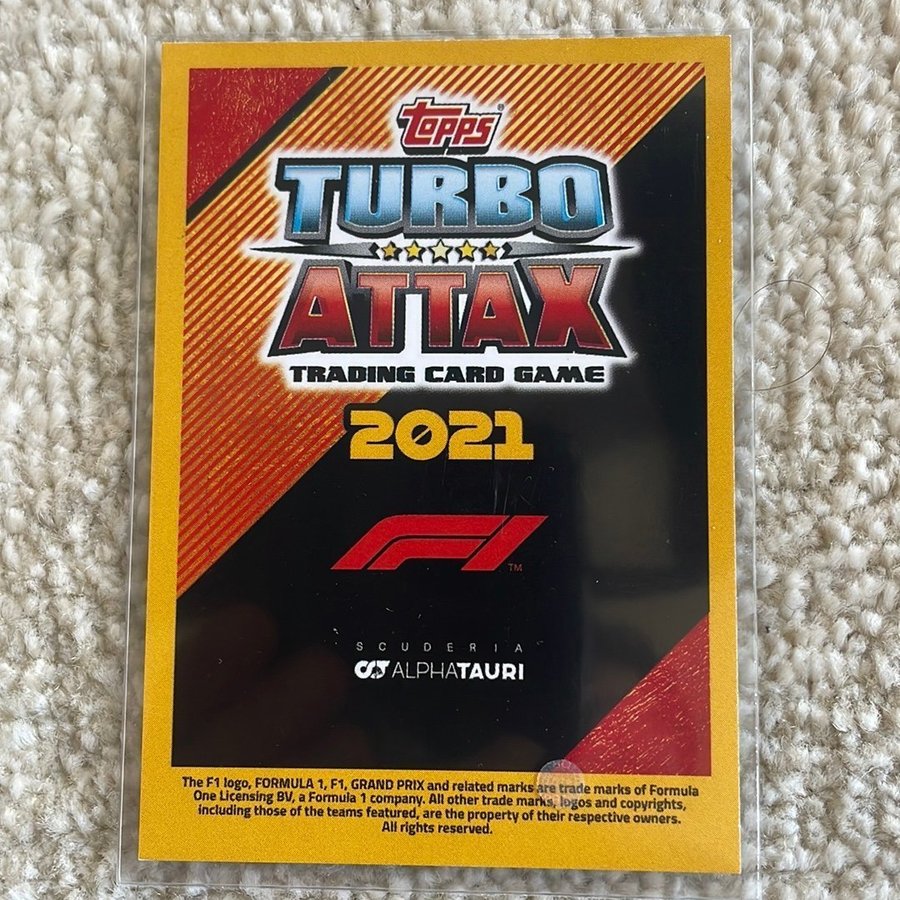 Topps®
TURBO
ATTAX
TRADING CARD GAME
2021
F1™
SCUDERIA
ALPHATAURI
The F1 logo, FORMULA 1, F1, GRAND PRIX and related marks are trade marks of Formula
One Licensing BV, a Formula 1 company. All other trade marks, logos and copyrights,
including those of the teams featured, are the property of their respective owners.
All rights reserved.